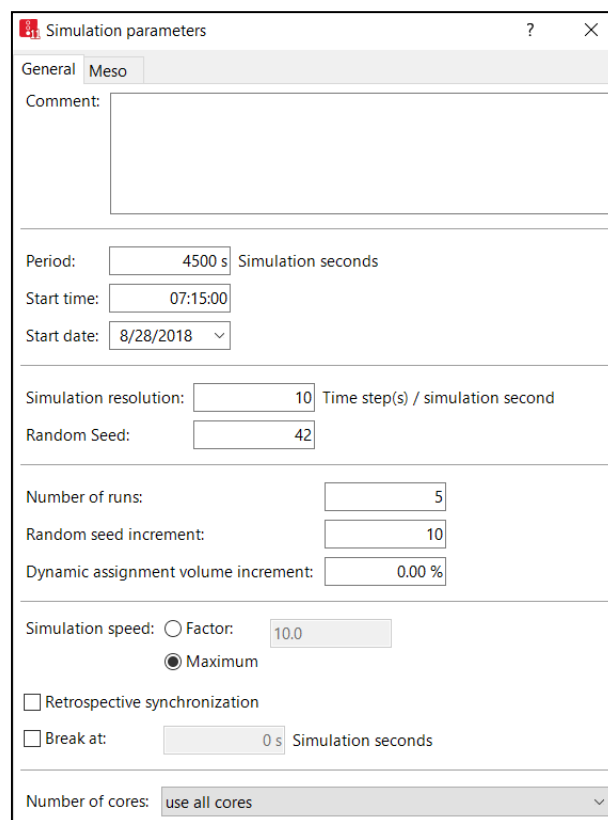 Simulation parameters ?
General Meso
Comment:
Period: 4500 s Simulation seconds
Start time: 07:15:00
Start date: 8/28/2018
Simulation resolution: 10 Time step(s) / simulation second
Random Seed: 42
Number of runs: 5
Random seed increment: 10
Dynamic assignment volume increment: 0.00 %
Simulation speed: Factor: 10.0
Maximum
Retrospective synchronization
Break at: 0 s Simulation seconds
Number of cores: use all cores